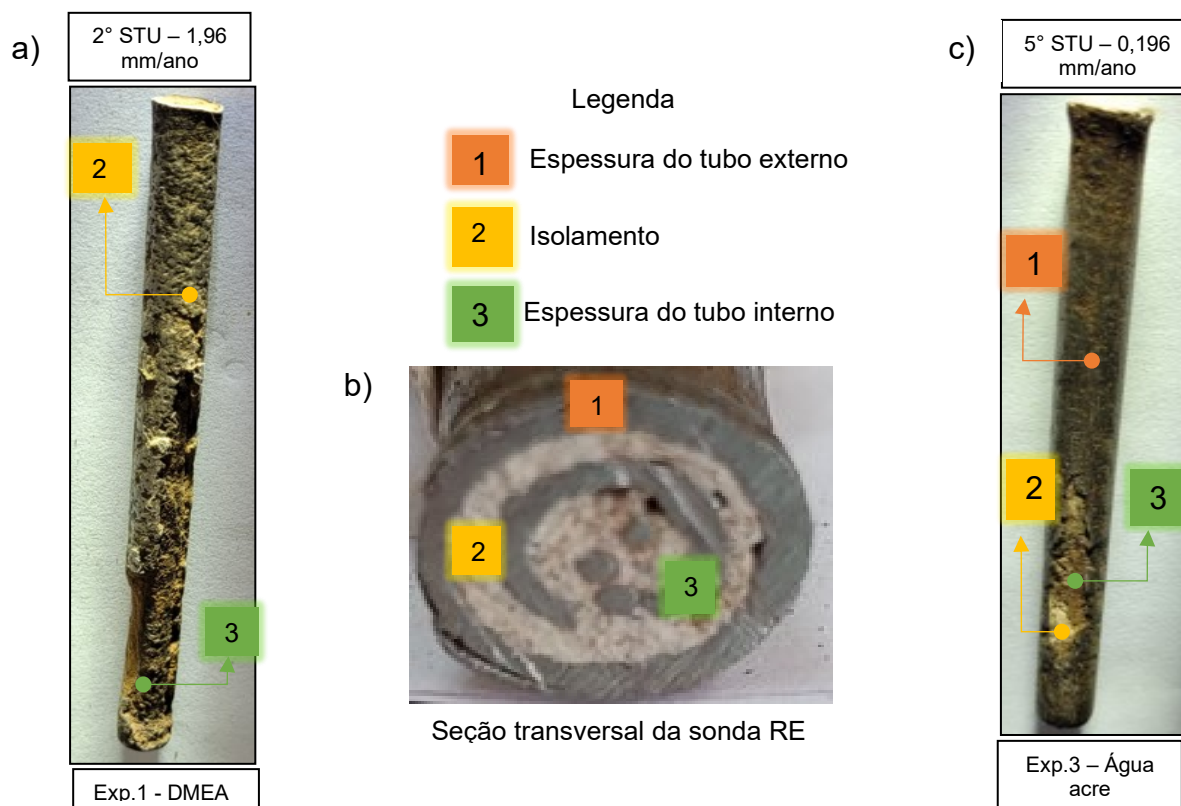 a)
2° STU – 1,96
mm/ano
2
3
Exp.1 - DMEA
Legenda
1 Espessura do tubo externo
2 Isolamento
3 Espessura do tubo interno
b)
1
2
3
Seção transversal da sonda RE
c)
5° STU – 0,196
mm/ano
1
2
3
Exp.3 – Água
acre